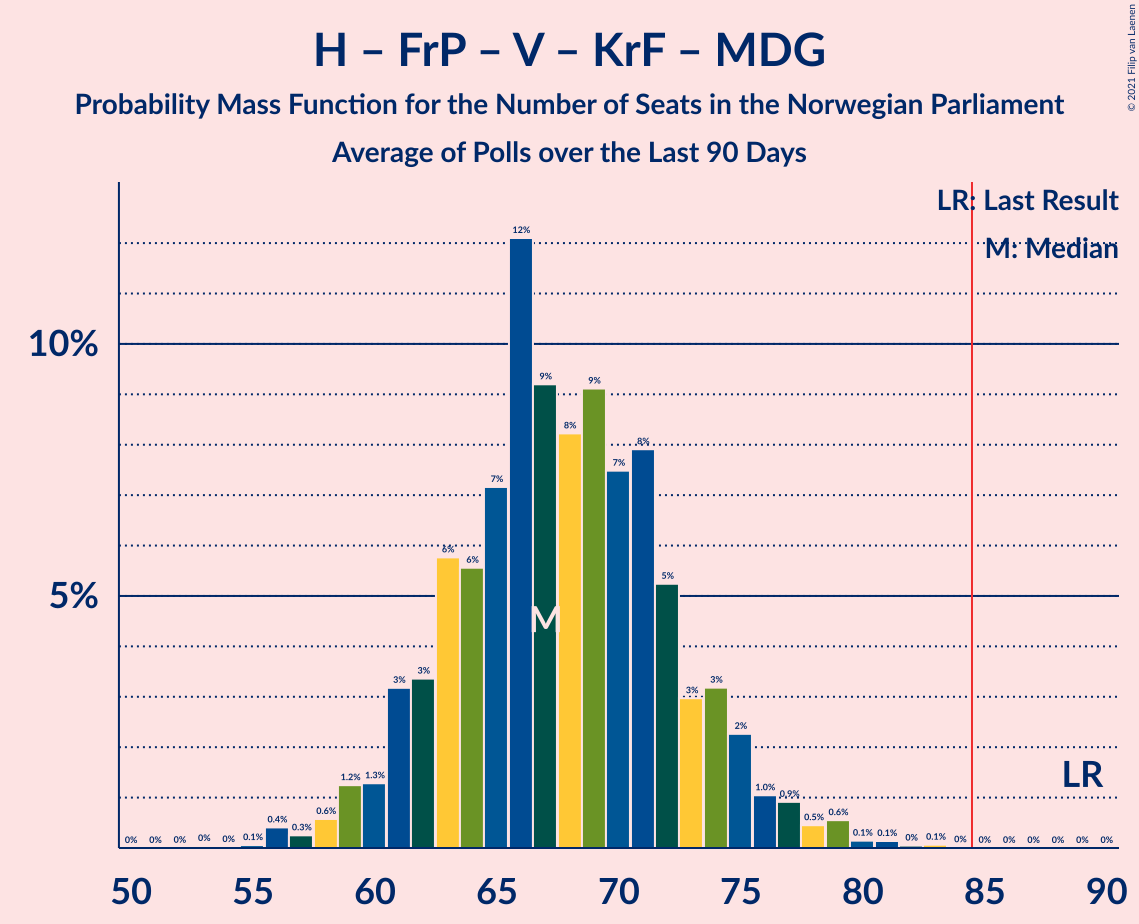 H – FrP – V – KrF – MDG
Probability Mass Function for the Number of Seats in the Norwegian Parliament
Average of Polls over the Last 90 Days
© 2021 Filip van Laenen
LR: Last Result
M: Median
10%
5%
0% 0% 0% 0% 0% 0.1% 0.4% 0.3% 0.6% 1.2% 1.3% 3% 3% 6% 6% 7% 12% 9% 8% 9% 7% 8% 5% 3% 3% 2% 1.0% 0.9% 0.5% 0.6% 0.1% 0.1% 0% 0.1% 0% 0% 0% 0% 0% 0% 0%
M
LR
50 55 60 65 70 75 80 85 90